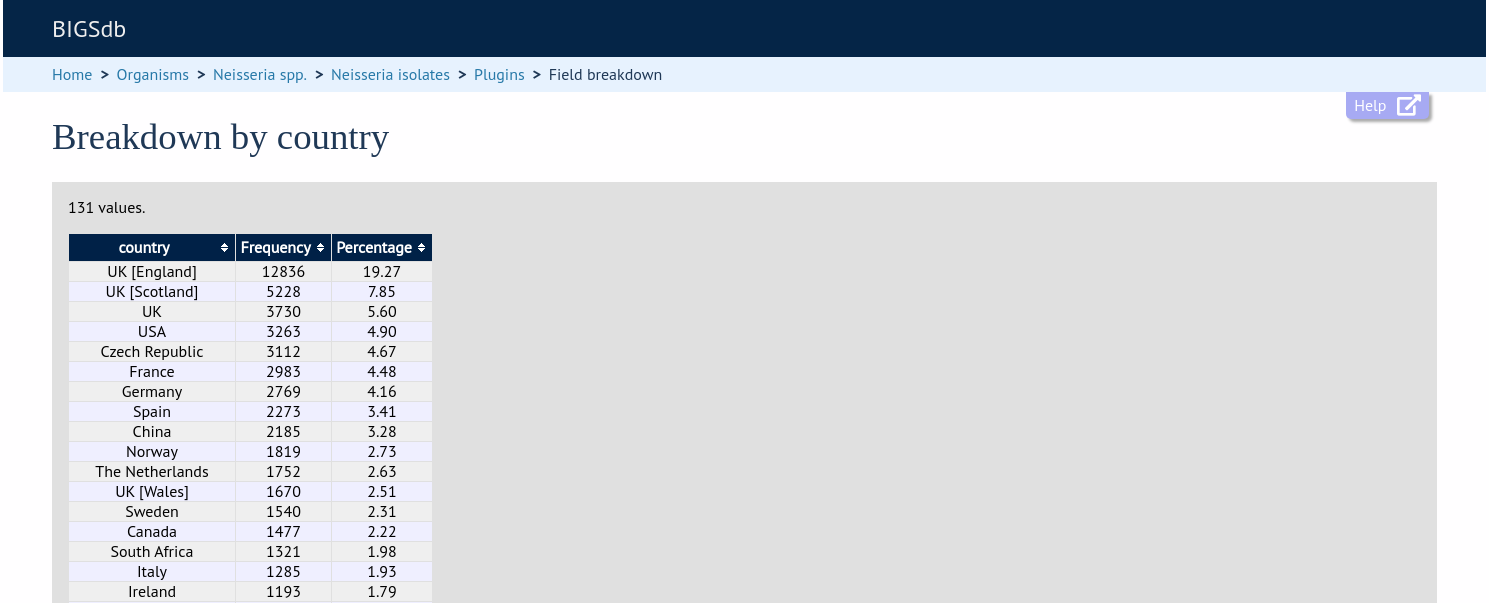 BIGSdb
Home > Organisms > Neisseria spp. > Neisseria isolates > Plugins > Field breakdown
Help
Breakdown by country
131 values.
country Frequency Percentage
UK [England] 12836 19.27
UK [Scotland] 5228 7.85
UK 3730 5.60
USA 3263 4.90
Czech Republic 3112 4.67
France 2983 4.48
Germany 2769 4.16
Spain 2273 3.41
China 2185 3.28
Norway 1819 2.73
The Netherlands 1752 2.63
UK [Wales] 1670 2.51
Sweden 1540 2.31
Canada 1477 2.22
South Africa 1321 1.98
Italy 1285 1.93
Ireland 1193 1.79